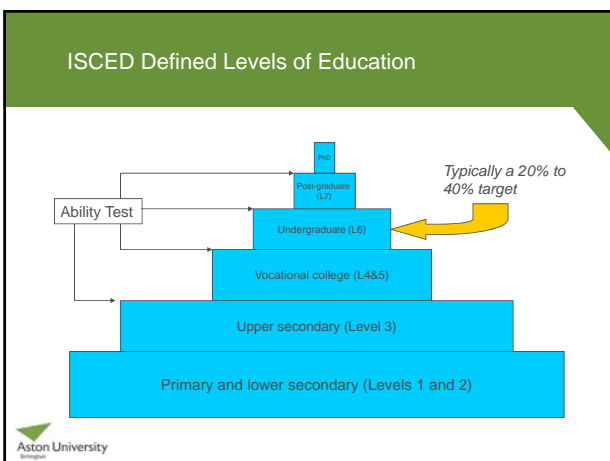 ISCED Defined Levels of Education
PhD
Post-graduate
(L7)
Typically a 20% to
40% target
Ability Test
Undergraduate (L6)
Vocational college (L4&5)
Upper secondary (Level 3)
Primary and lower secondary (Levels 1 and 2)
Aston University
Birmingham